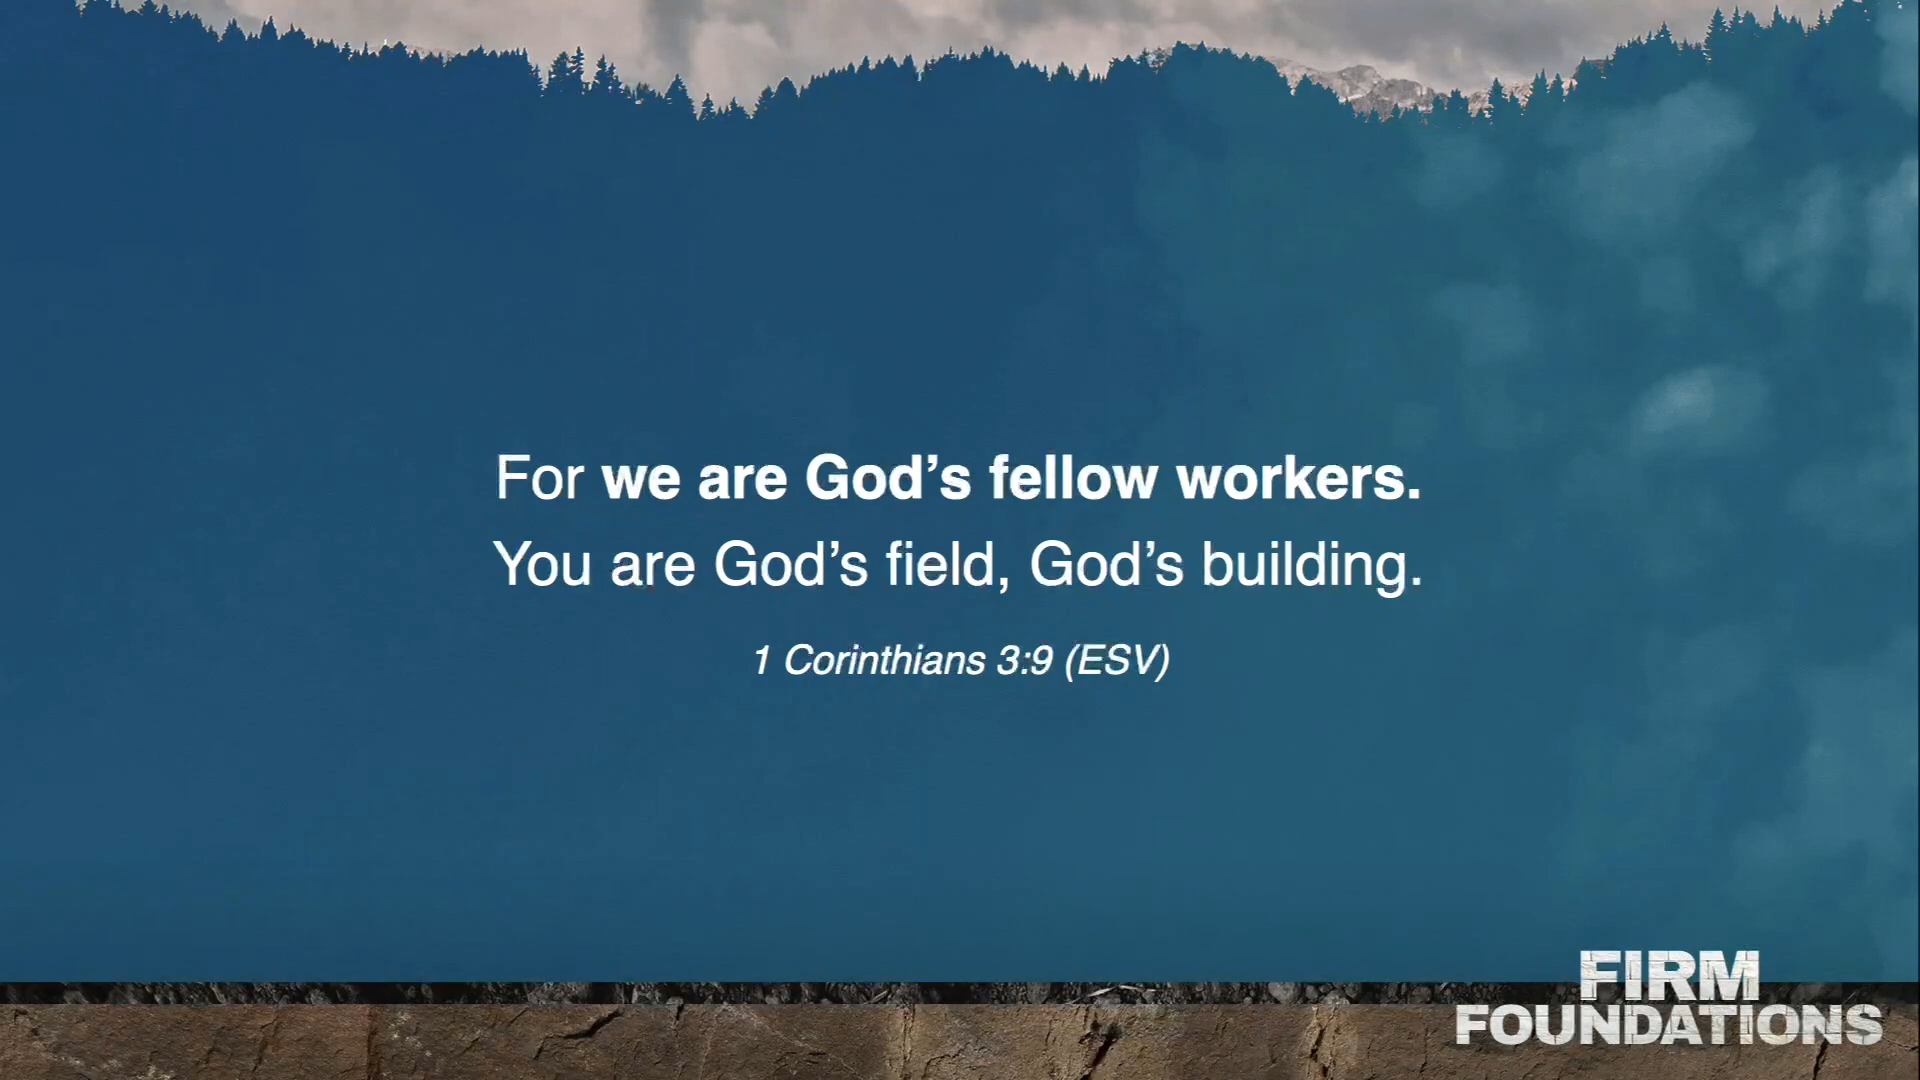 For we are God’s fellow workers.
You are God’s field, God’s building.
1 Corinthians 3:9 (ESV)
FIRM
FOUNDATIONS